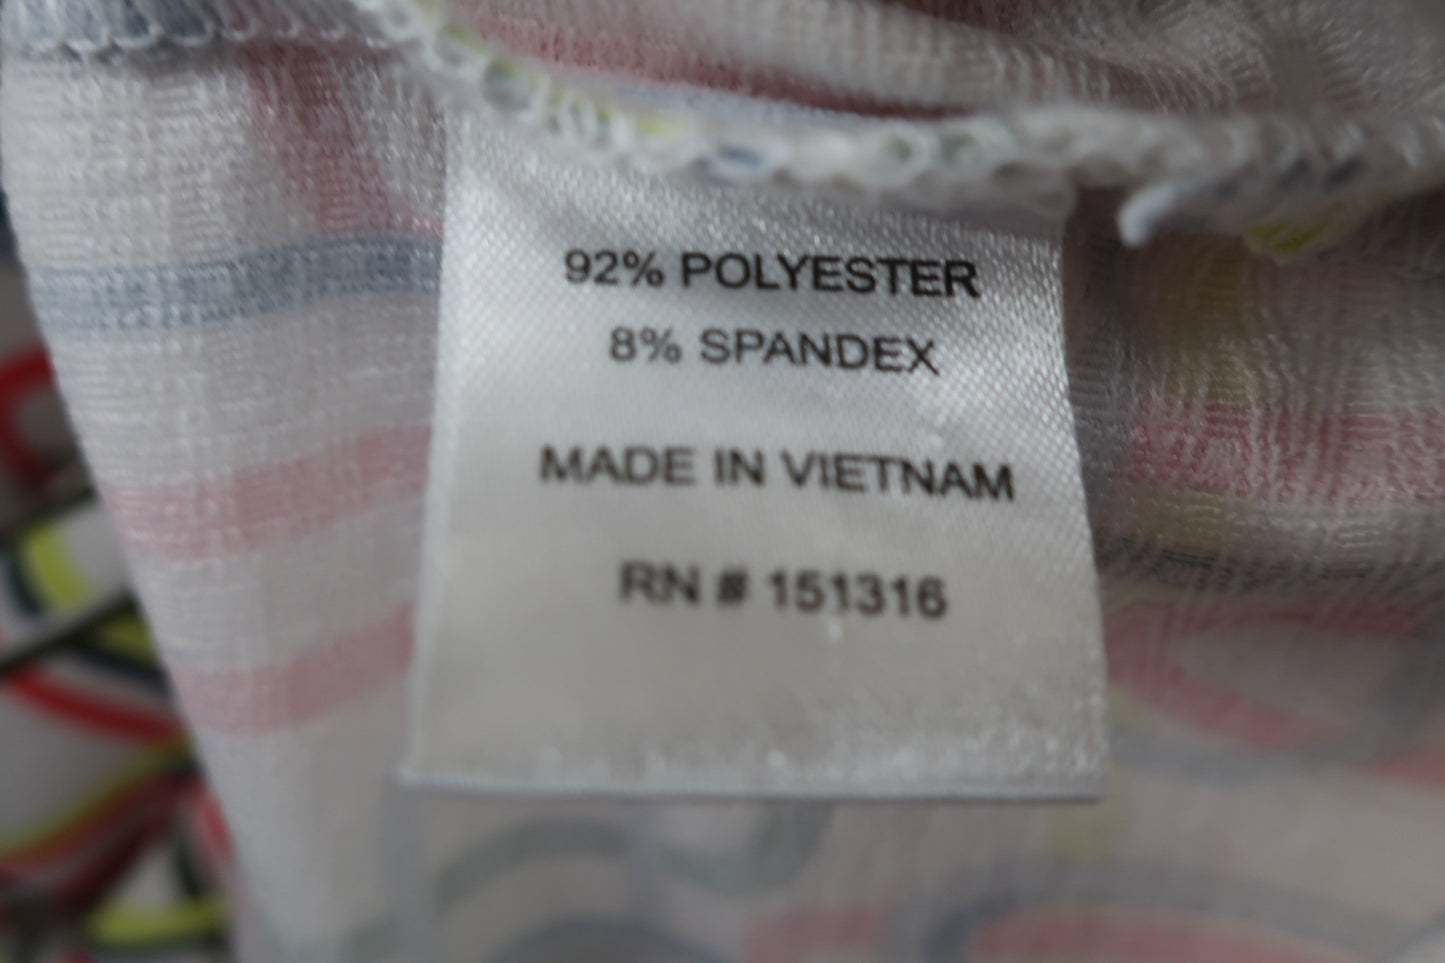 92% POLYESTER
8% SPANDEX
MADE IN VIETNAM
RN # 151316